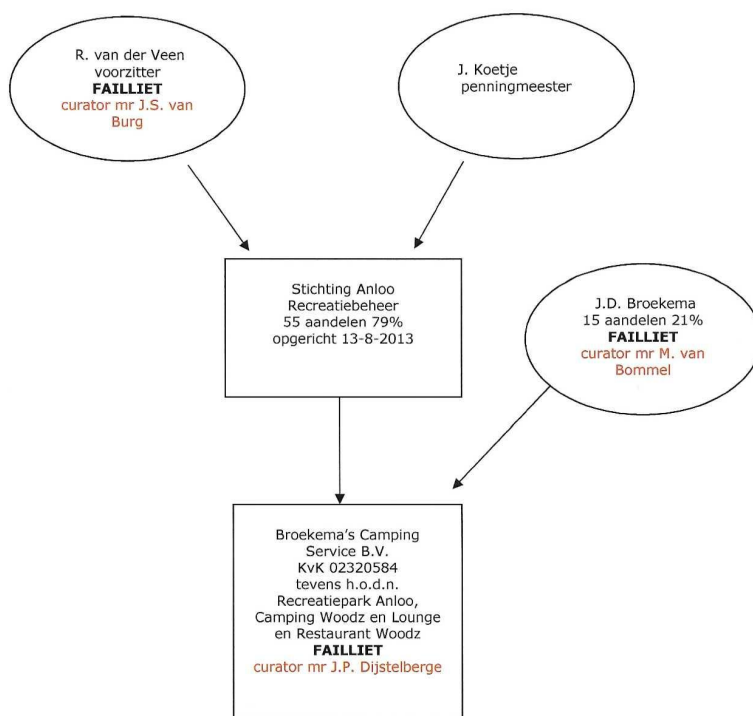 R. van der Veen
voorzitter
FAILLIET
curator mr J.S. van
Burg
J. Koetje
penningmeester
Stichting Anloo
Recreatiebeheer
55 aandelen 79%
opgericht 13-8-2013
J.D. Broekema
15 aandelen 21%
FAILLIET
curator mr M. van
Bommel
Broekema's Camping
Service B.V.
KvK 02320584
tevens h.o.d.n.
Recreatiepark Anloo,
Camping Woodz en Lounge
en Restaurant Woodz
FAILLIET
curator mr J.P. Dijstelberge